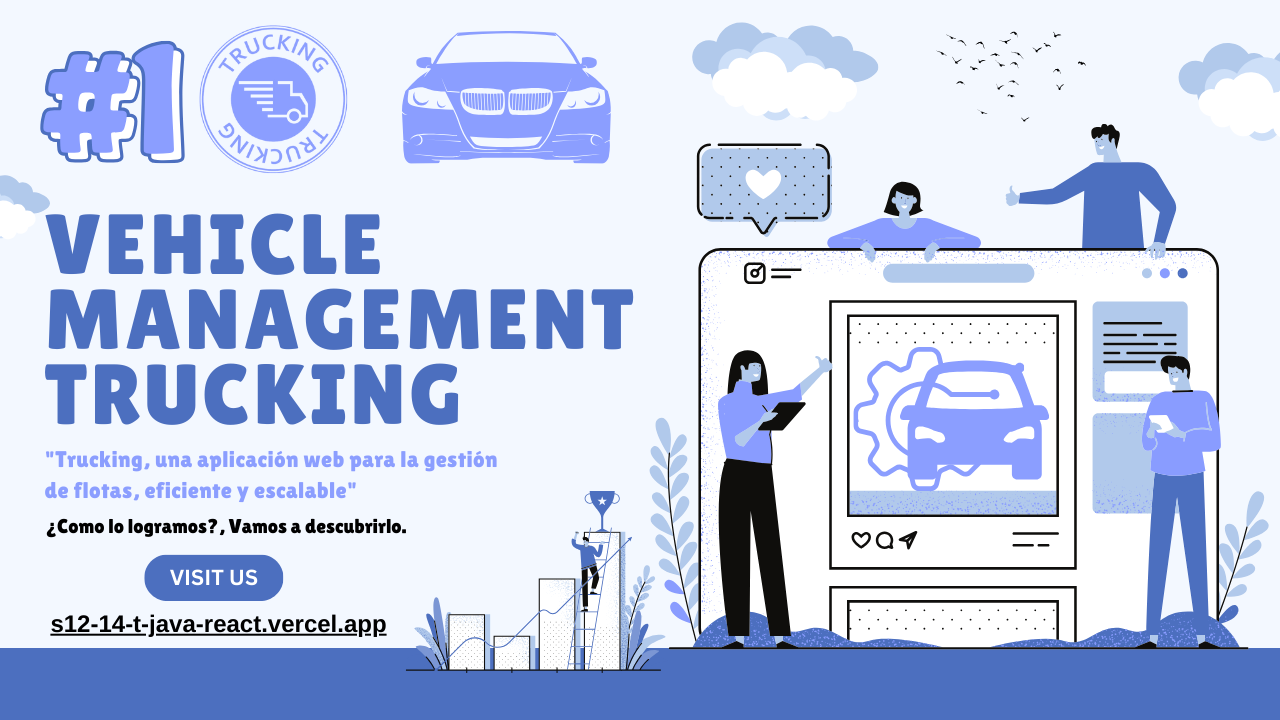 #1
TRUCKING
TRUCKING
VEHICLE
MANAGEMENT
TRUCKING
"Trucking, una aplicación web para la gestión
de flotas, eficiente y escalable"
¿Como lo logramos?, Vamos a descubrirlo.
VISIT US
s12-14-t-java-react.vercel.app